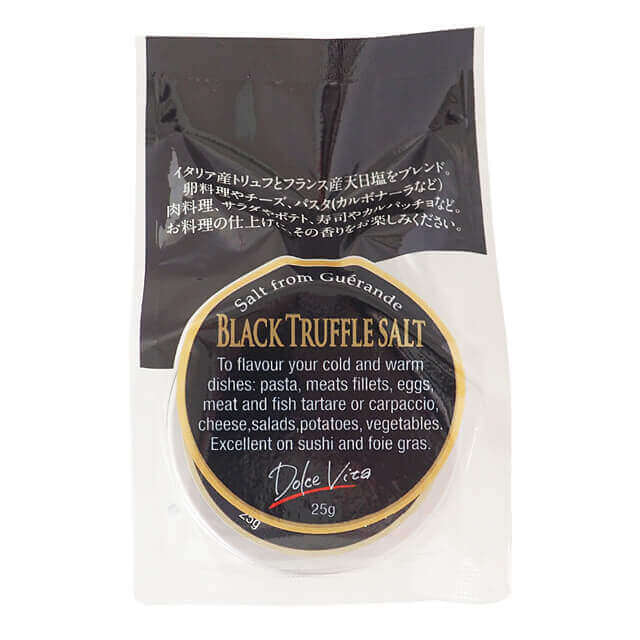 イタリア産トリュフとフランス産天日塩をブレンド。
卵料理やチーズ、パスタ(カルボナーラなど)
肉料理、サラダやポテト、寿司やカルパッチョなど。
お料理の仕上げに、その香りをお楽しみください。
Salt from Guérande
BLACK TRUFFLE SALT
To flavour your cold and warm
dishes: pasta, meats fillets, eggs,
meat and fish tartare or carpaccio,
cheese,salads,potatoes, vegetables.
Excellent on sushi and foie gras.
Dolce Vita
25g
25g